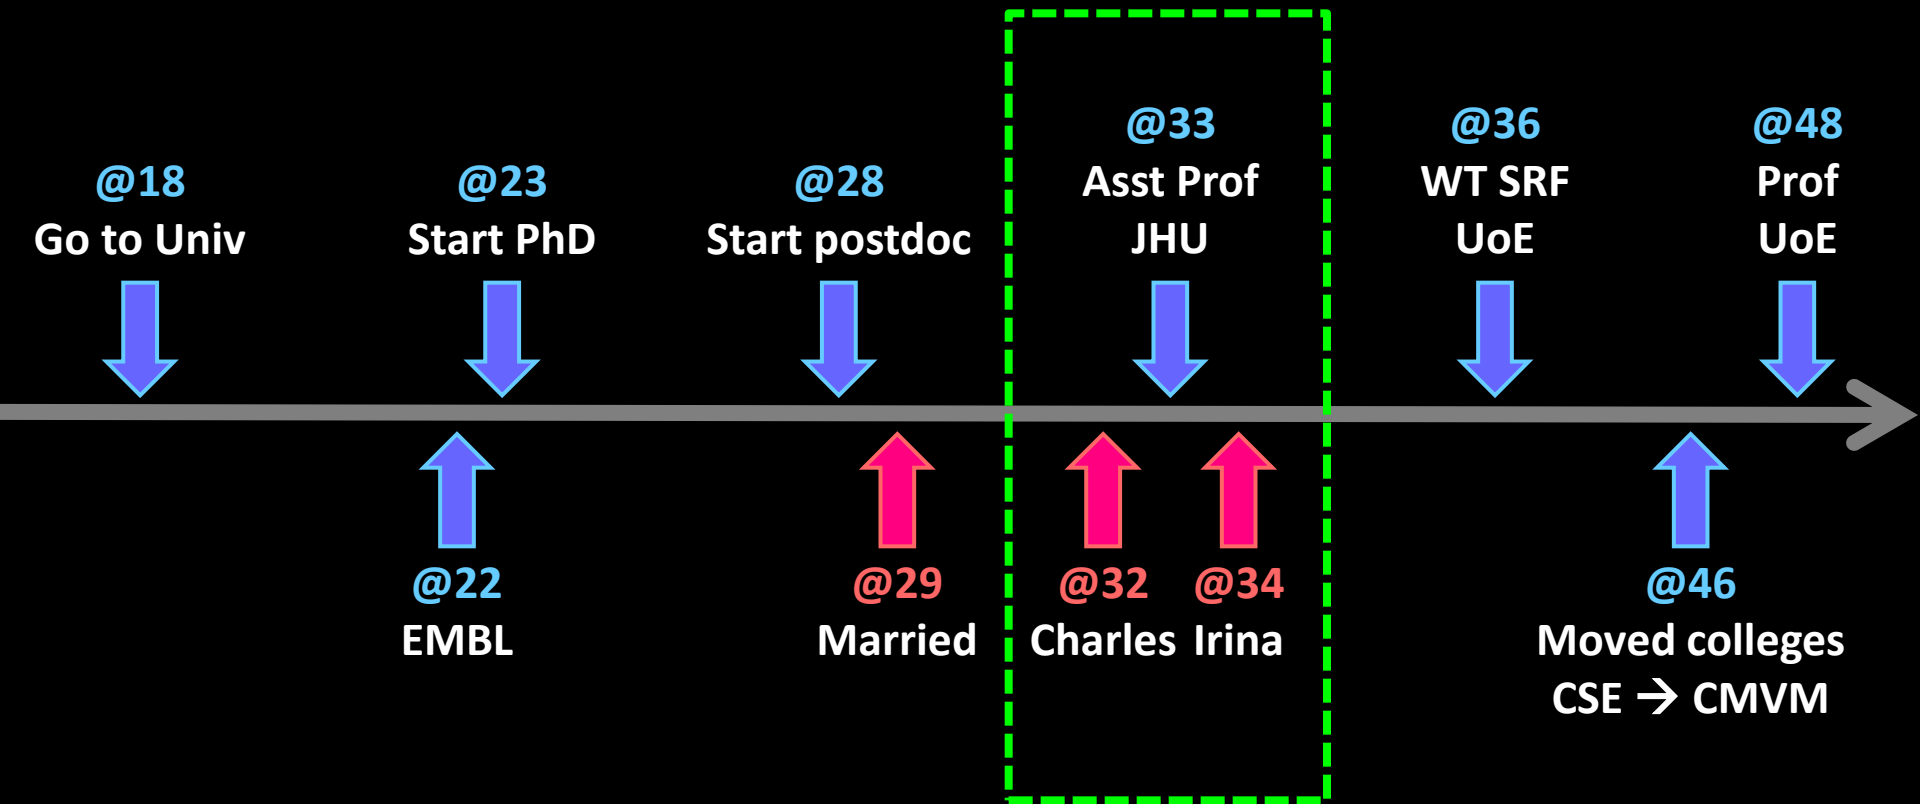 @18
Go to Univ
@23
Start PhD
@28
Start postdoc
@33
Asst Prof
JHU
@36
WT SRF
UoE
@48
Prof
UoE
@22
EMBL
@29
Married
@32
Charles
@34
Irina
@46
Moved colleges
CSE → CMVM